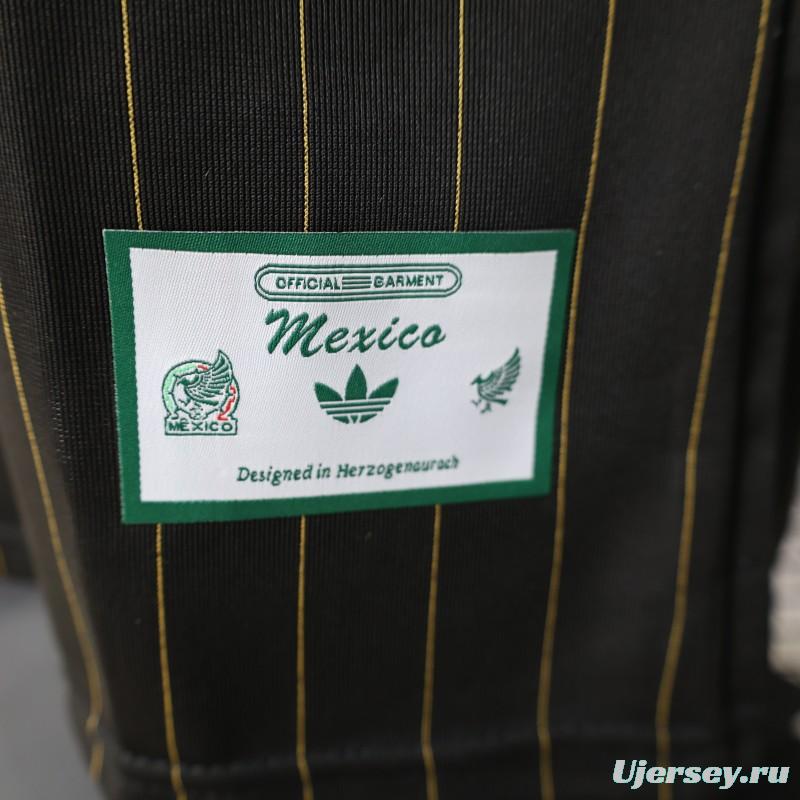 OFFICIAL GARMENT
Mexico
MEXICO
Designed in Herzogenaurach
Ujersey.ru